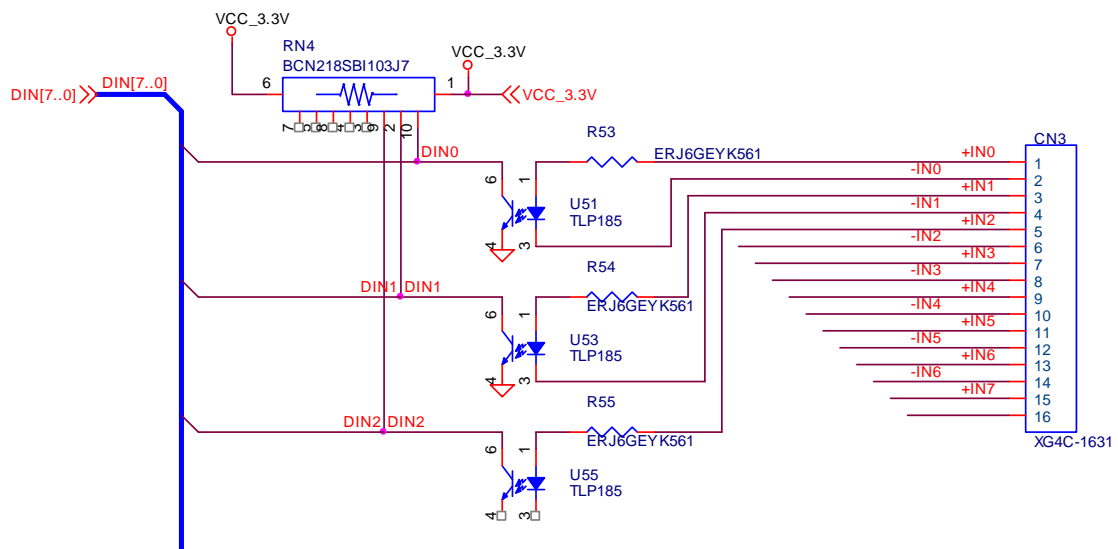 VCC_3.3V
RN4
BCN218SBI103J7
VCC_3.3V
6
1
DIN[7..0]
DIN[7..0]
VCC_3.3V
7
5
8
4
3
9
2
10
R53
ERJ6GEYK561
CN3
DIN0
+IN0
1
-IN0
2
+IN1
3
-IN1
4
+IN2
5
-IN2
6
+IN3
7
-IN3
8
+IN4
9
-IN4
10
+IN5
11
-IN5
12
+IN6
13
-IN6
14
+IN7
15
16
XG4C-1631
6
1
U51
TLP185
4
3
R54
ERJ6GEYK561
DIN1
DIN1
6
1
U53
TLP185
4
3
R55
ERJ6GEYK561
DIN2
DIN2
6
1
U55
TLP185
4
3